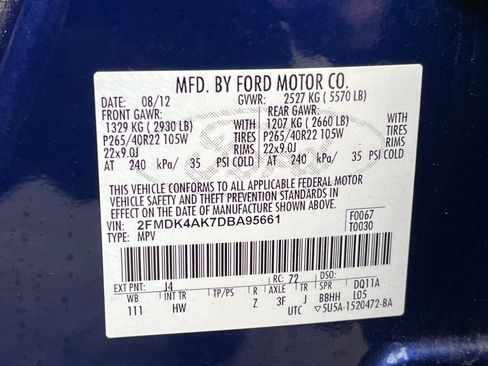 MFD. BY FORD MOTOR CO.
DATE: 08/12 GVWR: 2527 KG ( 5570 LB)
FRONT GAWR: REAR GAWR:
1329 KG ( 2930 LB) 1207 KG ( 2660 LB)
P265/40R22 105W TIRES P265/40R22 105W
22x9.0J RIMS 22x9.0J
AT 240 kPa/ 35 PSI COLD AT 240 kPa/ 35 PSI COLD
THIS VEHICLE CONFORMS TO ALL APPLICABLE FEDERAL MOTOR
VEHICLE SAFETY AND THEFT PREVENTION STANDARDS IN EFFECT
ON THE DATE OF MANUFACTURE SHOWN ABOVE.
VIN: 2FMDK4AK7DBA95661 F0067
TYPE: MPV T0030
EXT PNT: J4 RC: 72 DSO:
WB INT TR TP/PS R AXLE TR SPR DQ11A
111 HW Z 3F J BBHH L05
UTC 5U5A-1520472-BA